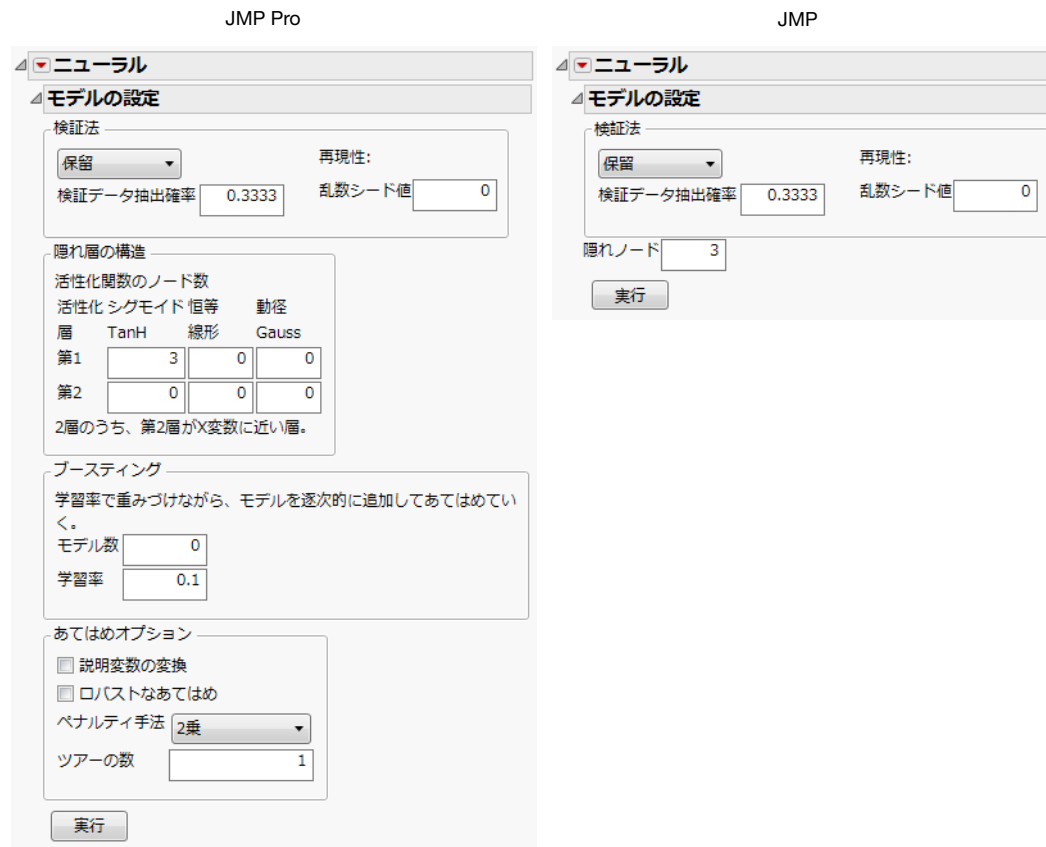 JMP Pro
ニューラル
モデルの設定
検証法
保留
再現性:
検証データ抽出確率 0.3333
乱数シード値 0
隠れ層の構造
活性化関数のノード数
活性化 シグモイド 恒等 動径
層 TanH 線形 Gauss
第1 3 0 0
第2 0 0 0
2層のうち、第2層がX変数に近い層。
ブースティング
学習率で重みづけながら、モデルを逐次的に追加してあてはめてい
く。
モデル数 0
学習率 0.1
あてはめオプション
説明変数の変換
ロバストなあてはめ
ペナルティ手法 2乗
ツアーの数 1
実行
JMP
ニューラル
モデルの設定
検証法
保留
再現性:
検証データ抽出確率 0.3333
乱数シード値 0
隠れノード 3
実行